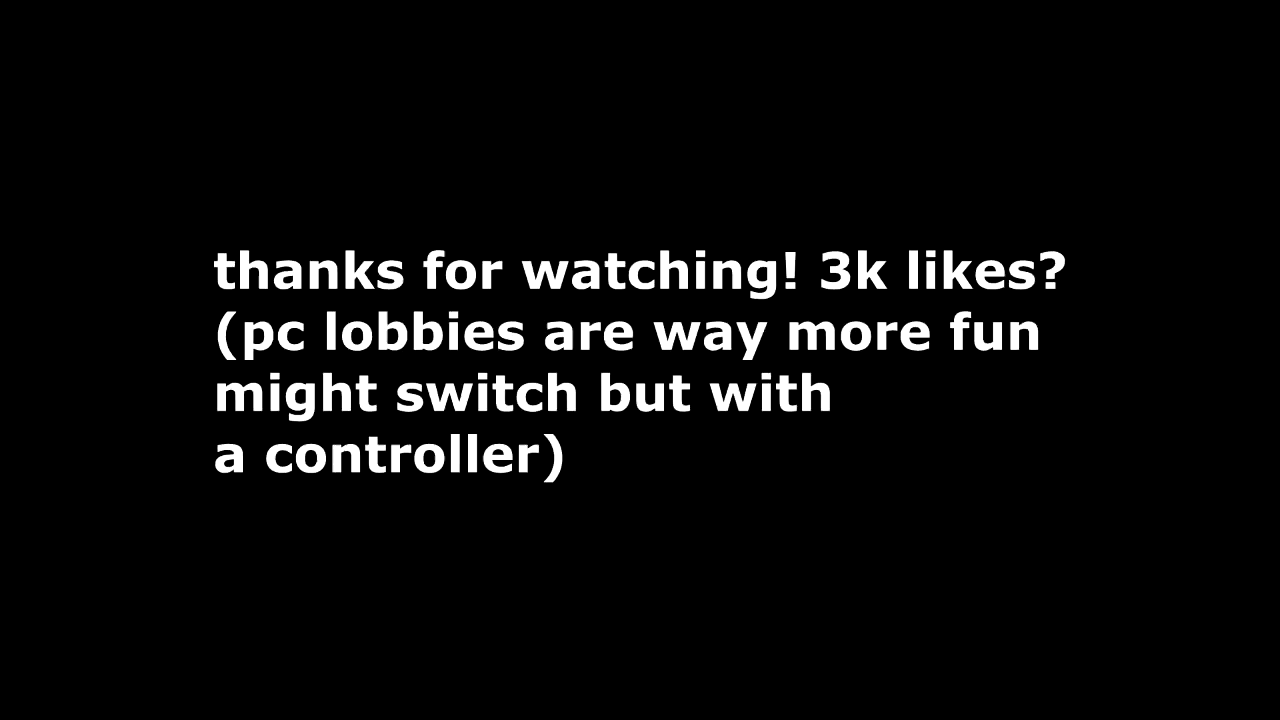 thanks for watching! 3k likes?
(pc lobbies are way more fun
might switch but with
a controller)